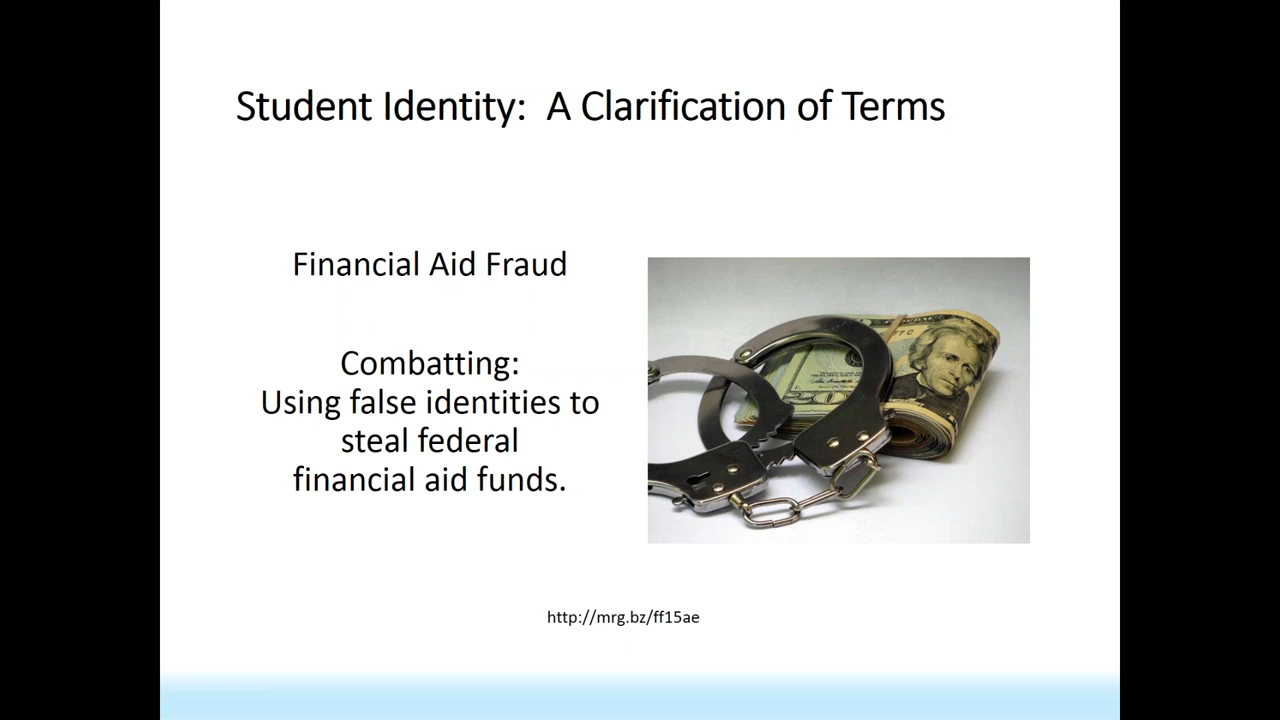 Student Identity:  A Clarification of Terms
Financial Aid Fraud
Combatting:
Using false identities to
steal federal
financial aid funds.
http://mrg.bz/ff15ae